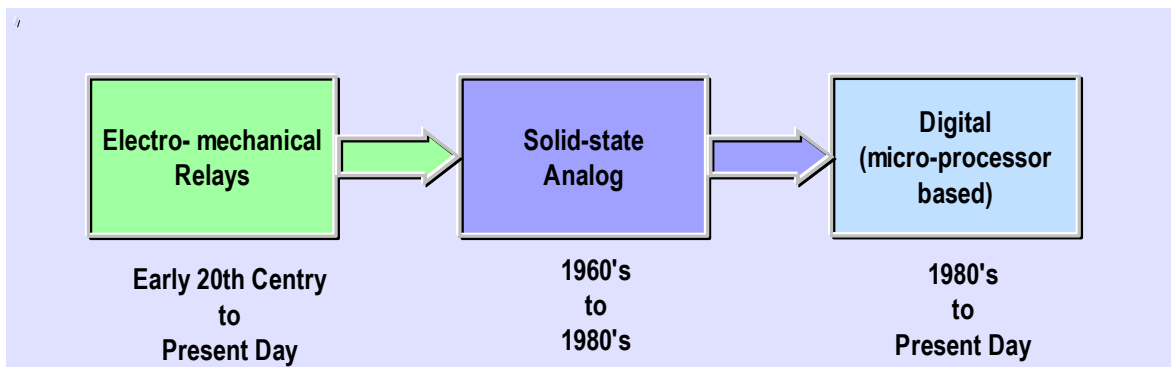 Electro- mechanical
Relays
Solid-state
Analog
Digital
(micro-processor
based)
Early 20th Centry
to
Present Day
1960's
to
1980's
1980's
to
Present Day